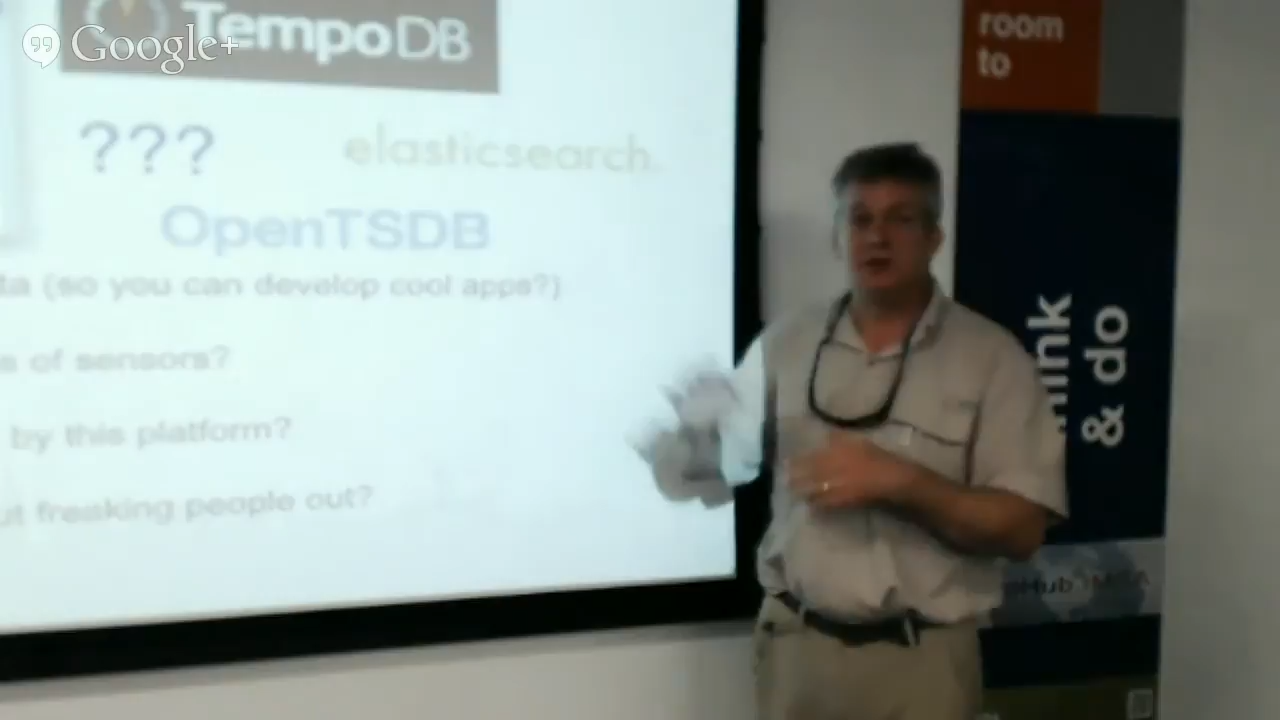 Google+
TempoDB
???
elasticsearch.
OpenTSDB
(so you can develop cool apps?)
of sensors?
by this platform?
freaking people out?
room
to
& do